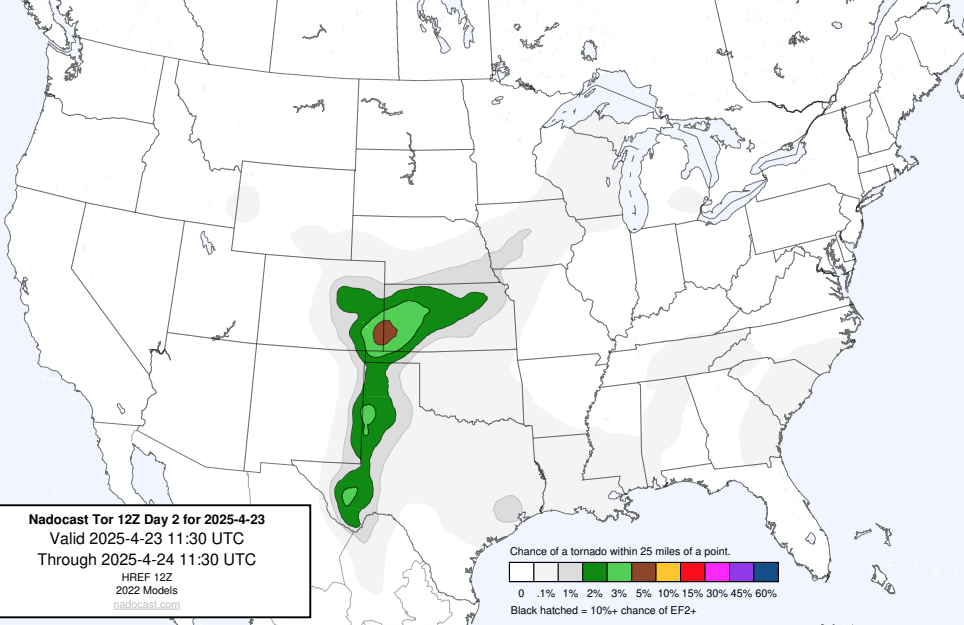 Nadocast Tor 12Z Day 2 for 2025-4-23
Valid 2025-4-23 11:30 UTC
Through 2025-4-24 11:30 UTC
HREF 12Z
2022 Models
nadocast.com
Chance of a tornado within 25 miles of a point.
0 .1% 1% 2% 3% 5% 10% 15% 30% 45% 60%
Black hatched = 10%+ chance of EF2+